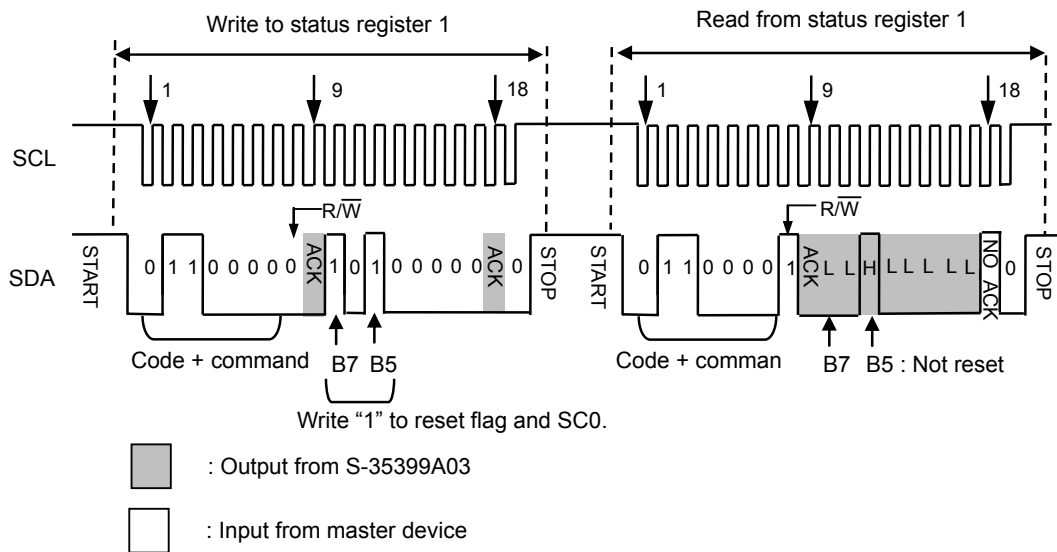 Write to status register 1
Read from status register 1
1 9 18 1 9 18
SCL
R/W R/W
SDA
START 0 1 1 0 0 0 0 0 ACK 1 0 1 0 0 0 0 0 ACK 0 STOP START 0 1 1 0 0 0 0 1 ACK L L H L L L L L NO ACK 0 STOP
Code + command B7 B5 Code + comman B7 B5 : Not reset
Write “1” to reset flag and SC0.
: Output from S-35399A03
: Input from master device